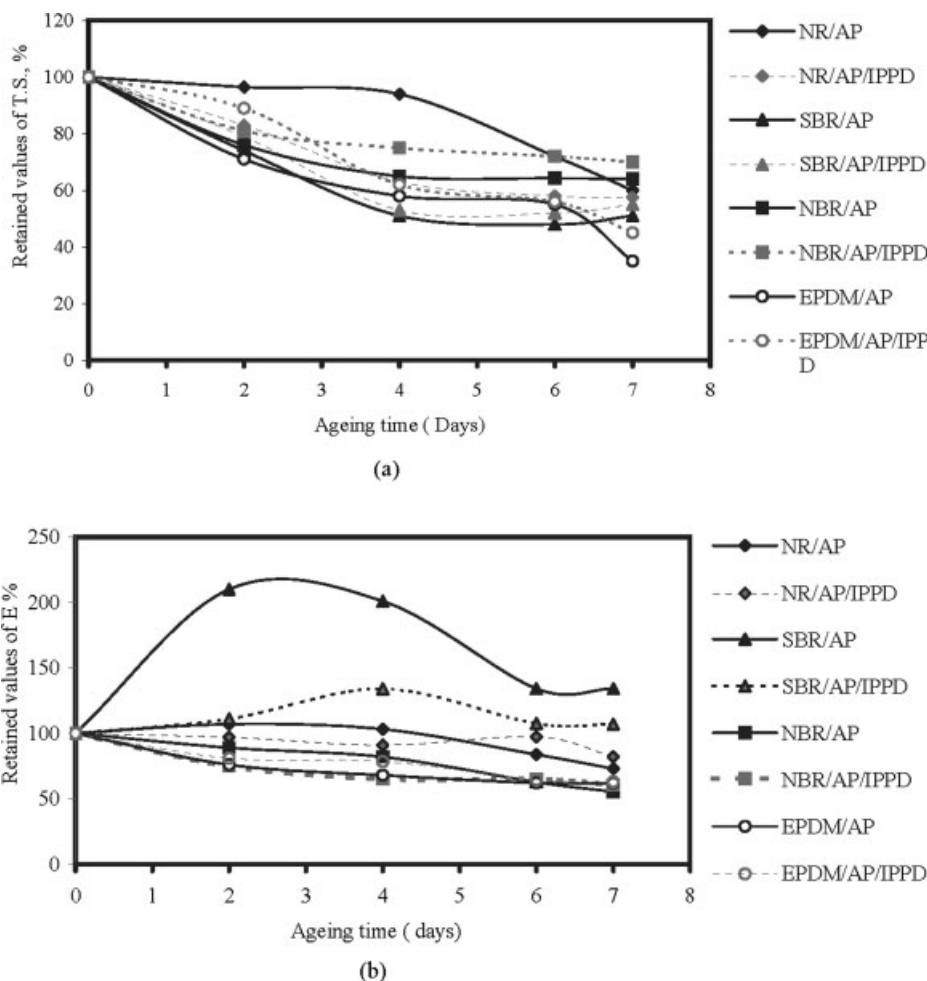 120
100
80
60
40
20
0
Retained values of T.S., %
0 1 2 3 4 5 6 7 8
Ageing time ( Days)
NR/AP
NR/AP/IPPD
SBR/AP
SBR/AP/IPPD
NBR/AP
NBR/AP/IPPD
EPDM/AP
EPDM/AP/IPP
D
(a)
250
200
150
100
50
0
Retained values of E %
0 1 2 3 4 5 6 7 8
Ageing time ( days)
NR/AP
NR/AP/IPPD
SBR/AP
SBR/AP/IPPD
NBR/AP
NBR/AP/IPPD
EPDM/AP
EPDM/AP/IPPD
(b)